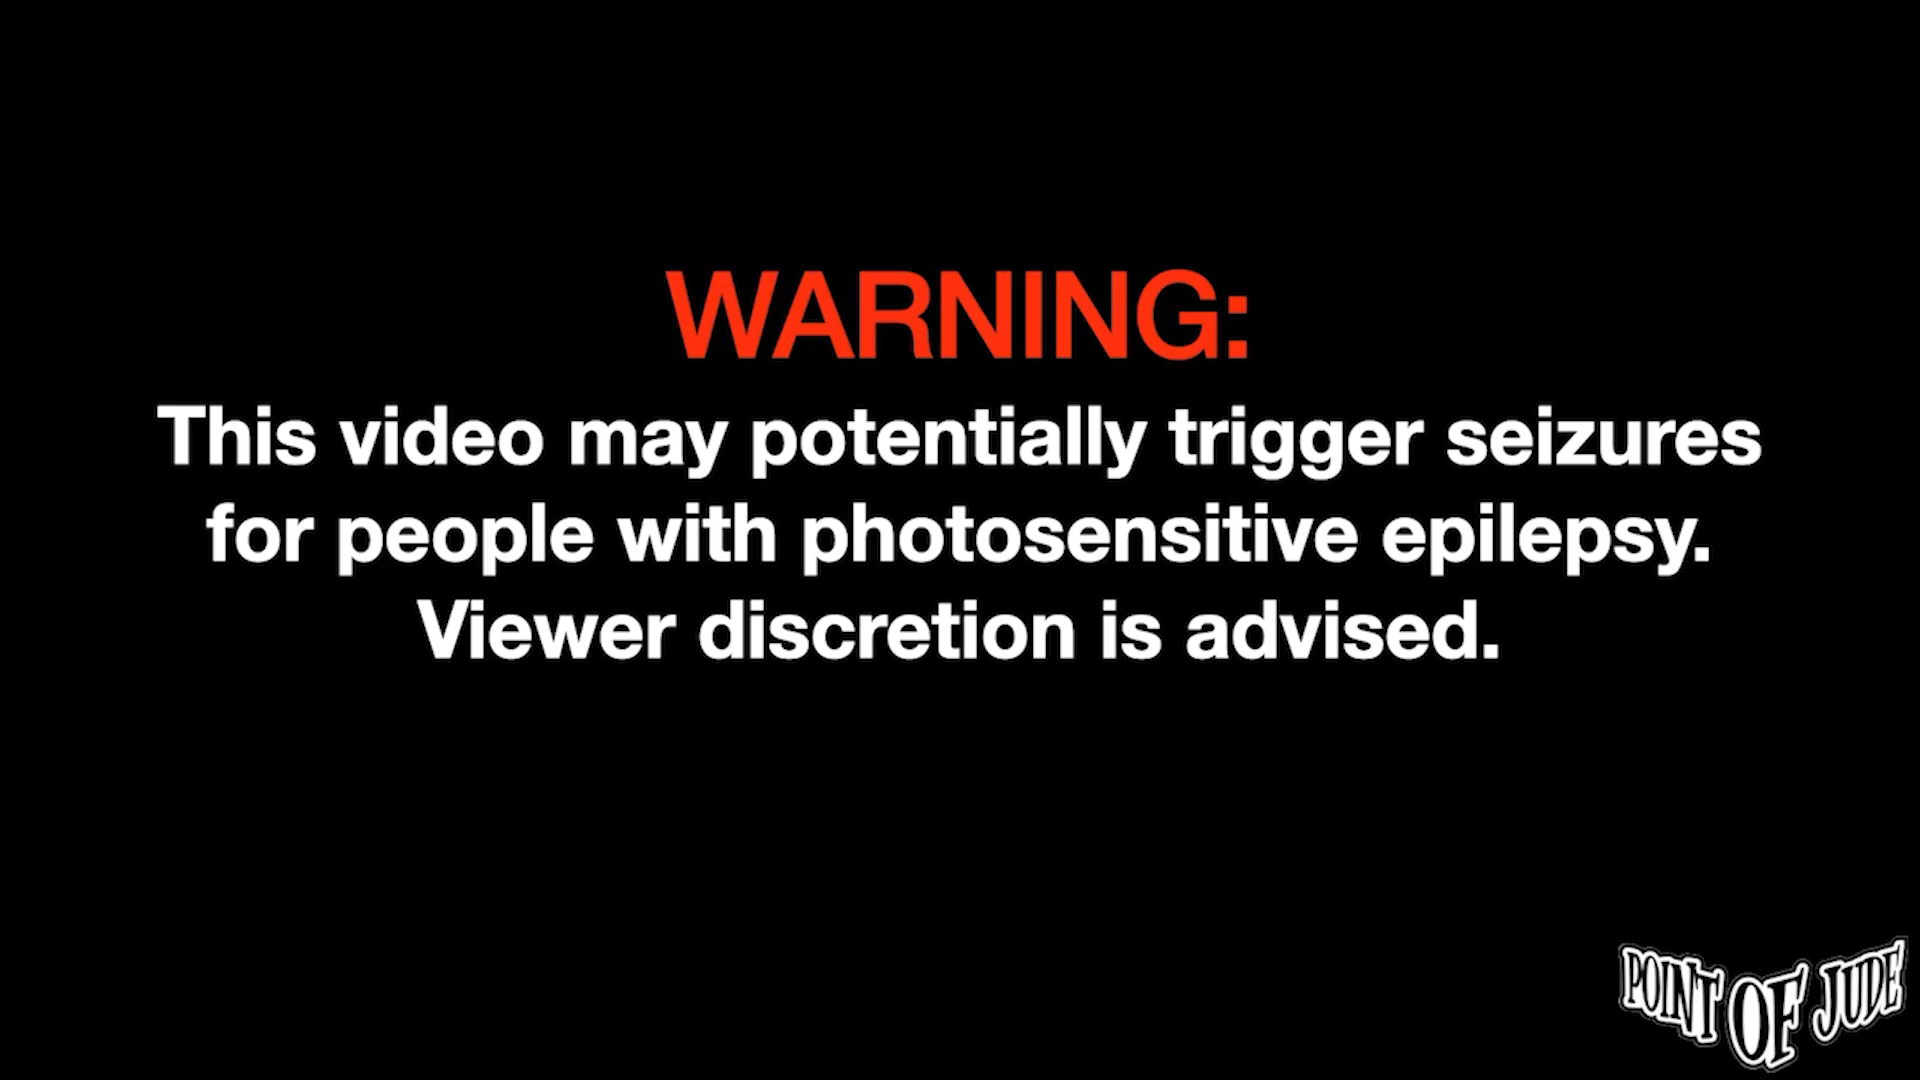 WARNING:
This video may potentially trigger seizures
for people with photosensitive epilepsy.
Viewer discretion is advised.
POINT OF JUDE